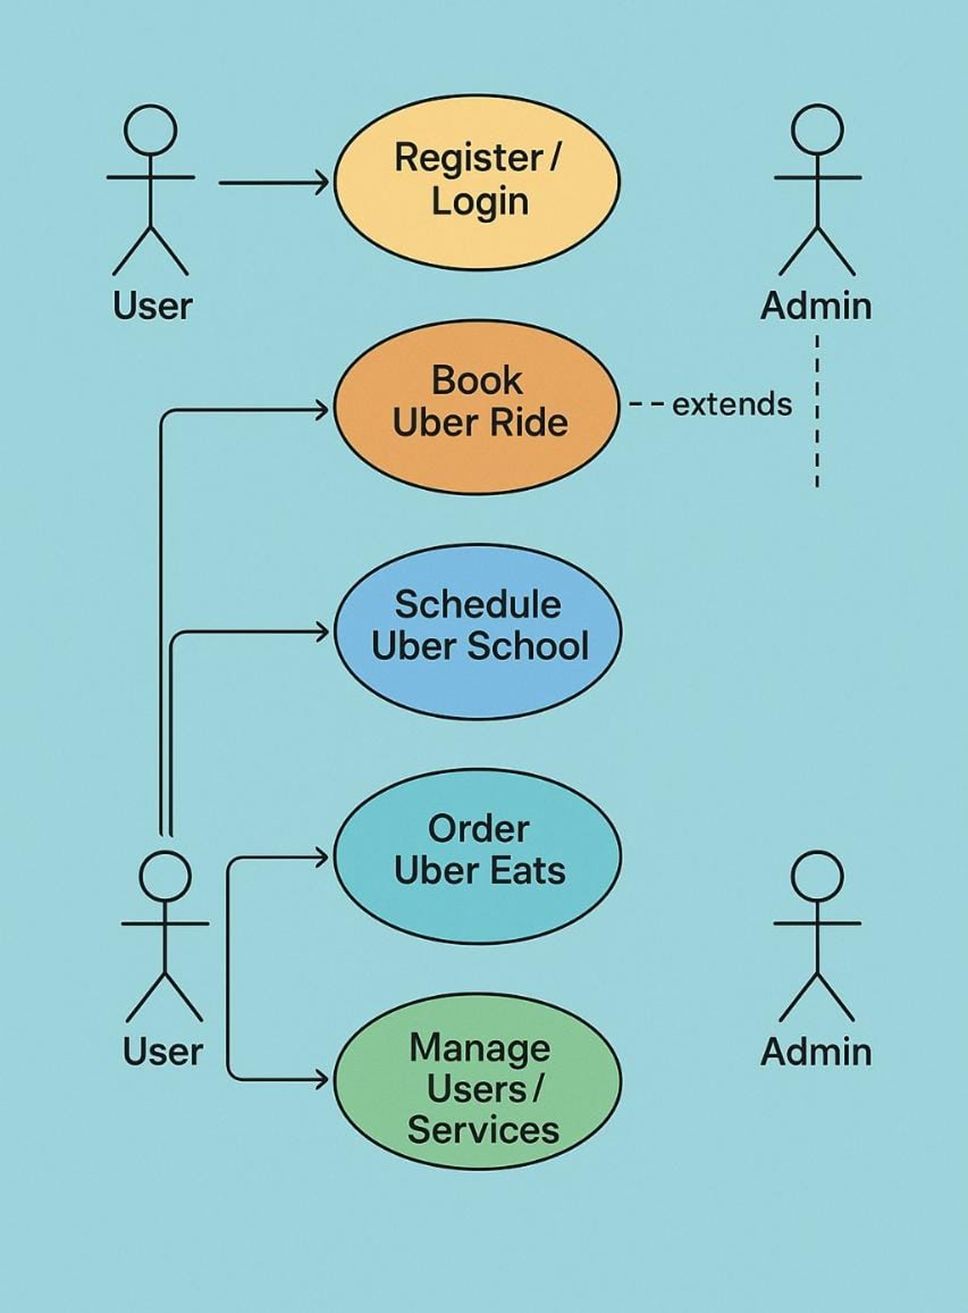 Register /
Login
User
Admin
Book
Uber Ride
extends
Schedule
Uber School
Order
Uber Eats
User
Admin
Manage
Users /
Services